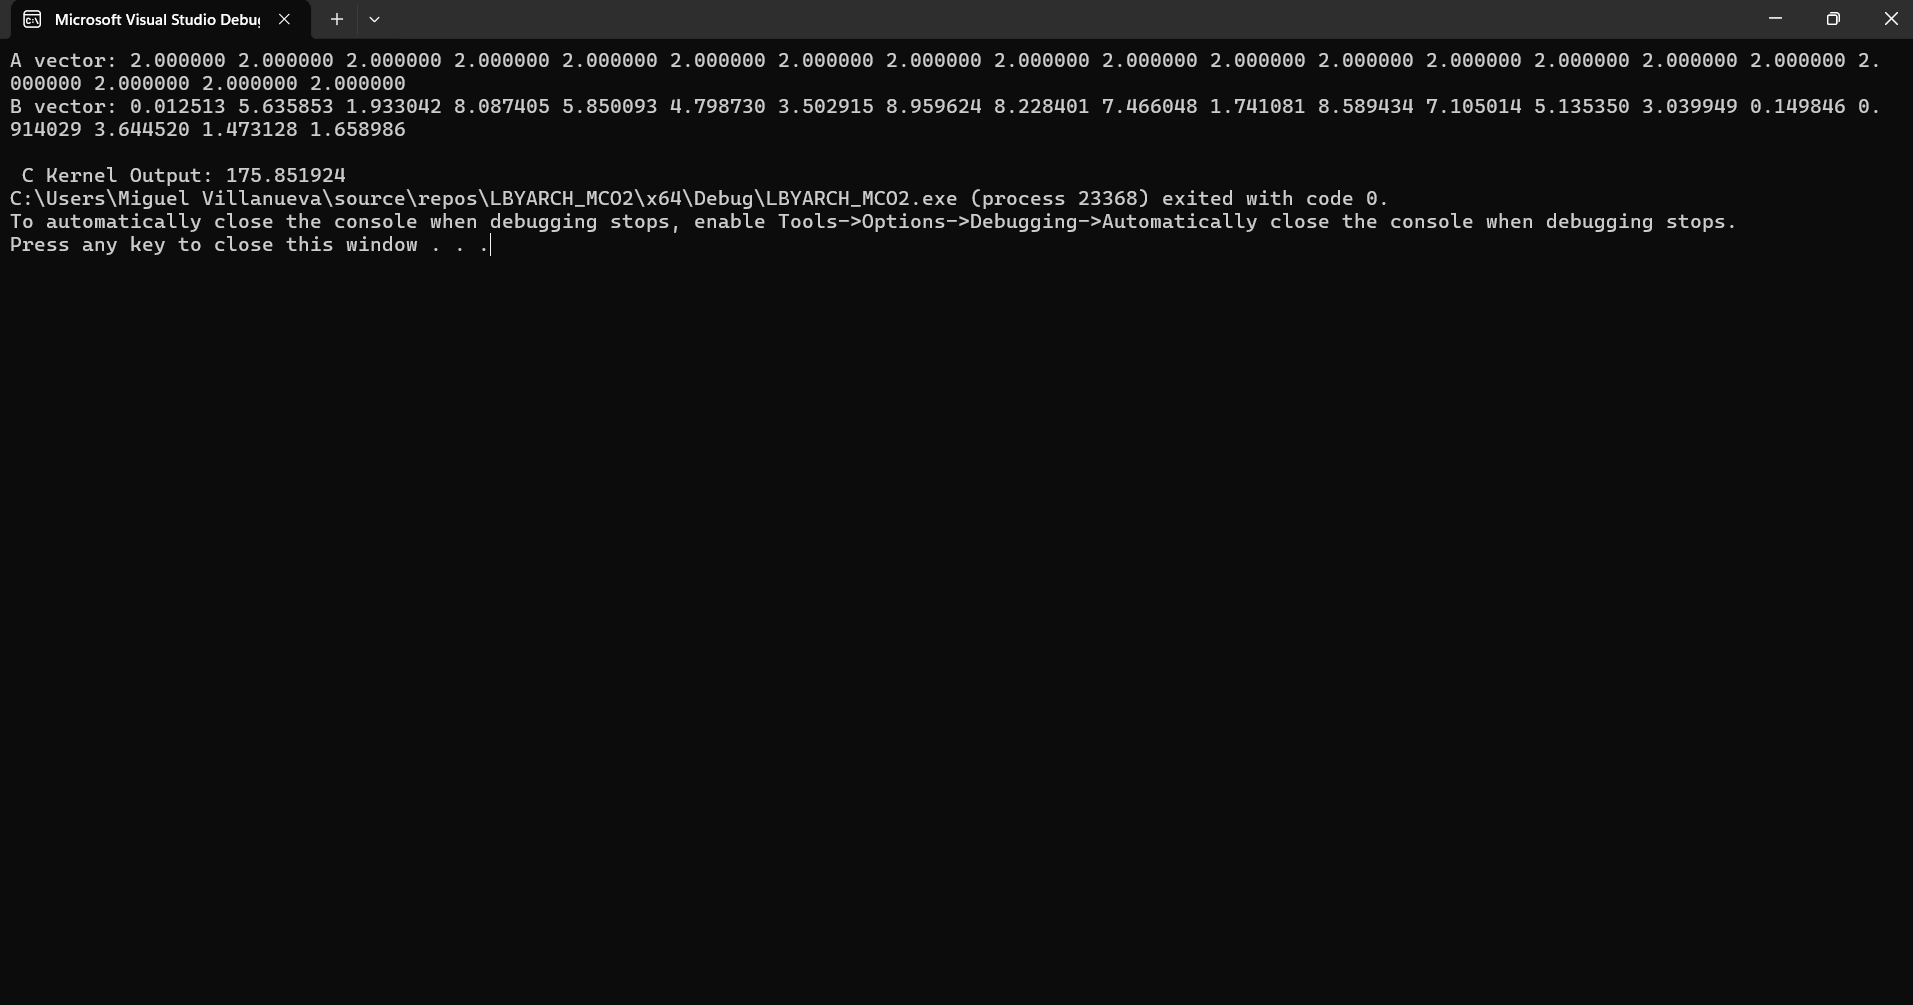 Microsoft Visual Studio Debu
A vector: 2.000000 2.000000 2.000000 2.000000 2.000000 2.000000 2.000000 2.000000 2.000000 2.000000 2.000000 2.000000 2.000000 2.000000 2.000000 2.000000 2.
000000 2.000000 2.000000 2.000000
B vector: 0.012513 5.635853 1.933042 8.087405 5.850093 4.798730 3.502915 8.959624 8.228401 7.466048 1.741081 8.589434 7.105014 5.135350 3.039949 0.149846 0.
914029 3.644520 1.473128 1.658986
C Kernel Output: 175.851924
C:\Users\Miguel Villanueva\source\repos\LBYARCH_MCO2\x64\Debug\LBYARCH_MCO2.exe (process 23368) exited with code 0.
To automatically close the console when debugging stops, enable Tools->Options->Debugging->Automatically close the console when debugging stops.
Press any key to close this window . . .